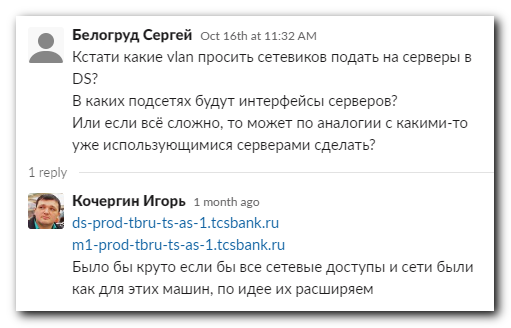 Белогруд Сергей Oct 16th at 11:32 AM
Кстати какие vlan просить сетевиков подать на серверы в
DS?
В каких подсетях будут интерфейсы серверов?
Или если всё сложно, то может по аналогии с какими-то
уже использующимися серверами сделать?
1 reply
Кочергин Игорь 1 month ago
ds-prod-tbru-ts-as-1.tcsbank.ru
m1-prod-tbru-ts-as-1.tcsbank.ru
Было бы круто если бы все сетевые доступы и сети были
как для этих машин, по идее их расширяем